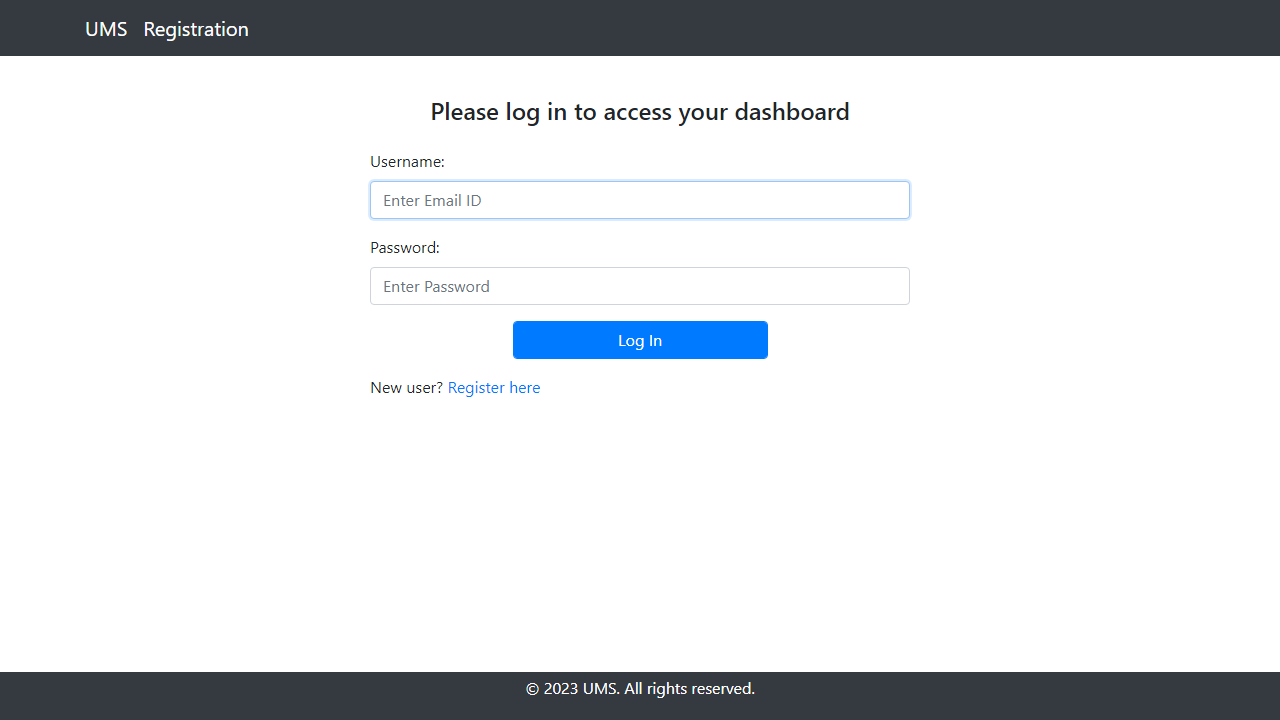 UMS Registration
Please log in to access your dashboard
Username:
Enter Email ID
Password:
Enter Password
Log In
New user? Register here
© 2023 UMS. All rights reserved.